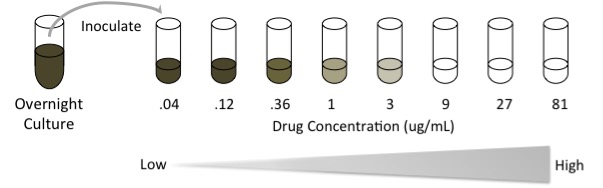 Inoculate
Overnight
Culture
.04 .12 .36 1 3 9 27 81
Drug Concentration (ug/mL)
Low High